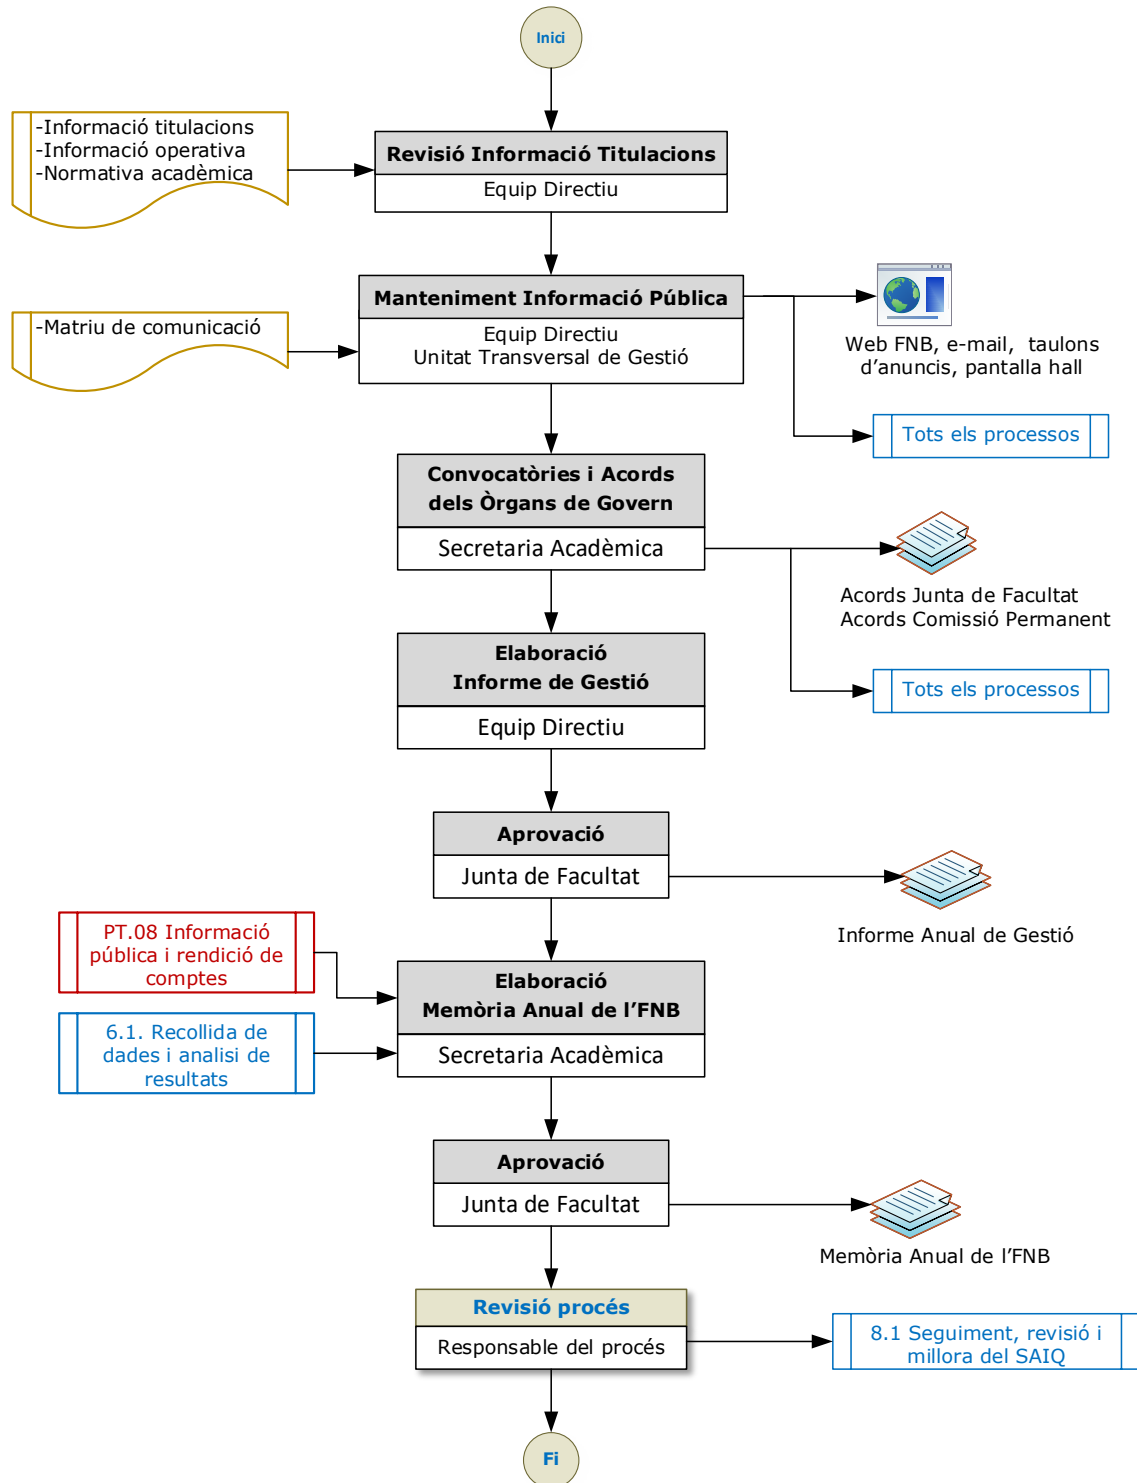 Inici
-Informació titulacions
-Informació operativa
-Normativa acadèmica
Revisió Informació Titulacions
Equip Directiu
Manteniment Informació Pública
Equip Directiu
Unitat Transversal de Gestió
-Matriu de comunicació
Web FNB, e-mail, taulons
d'anuncis, pantalla hall
Tots els processos
Convocatòries i Acords
dels Òrgans de Govern
Secretaria Acadèmica
Acords Junta de Facultat
Acords Comissió Permanent
Tots els processos
Elaboració
Informe de Gestió
Equip Directiu
Aprovació
Junta de Facultat
Informe Anual de Gestió
PT.08 Informació
pública i rendició de
comptes
6.1. Recollida de
dades i analisi de
resultats
Elaboració
Memòria Anual de l'FNB
Secretaria Acadèmica
Aprovació
Junta de Facultat
Memòria Anual de l'FNB
Revisió procés
Responsable del procés
8.1 Seguiment, revisió i
millora del SAIQ
Fi